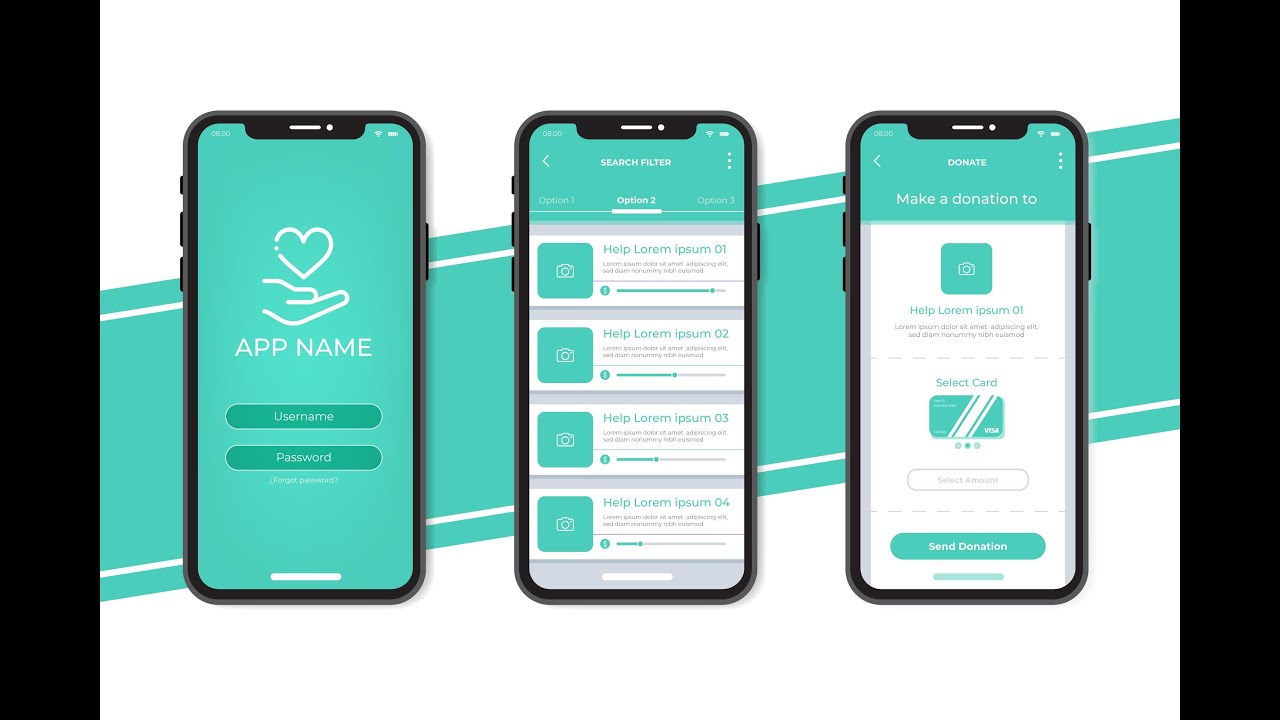 08.00
APP NAME
Username
Password
¿Forgot password?
08.00
SEARCH FILTER
Option 1
Option 2
Option 3
Help Lorem ipsum 01
Lorem ipsum dolor sit amet adipiscing elit,
sed diam nonummy nibh euismod
$
Help Lorem ipsum 02
Lorem ipsum dolor sit amet adipiscing elit,
sed diam nonummy nibh euismod
$
Help Lorem ipsum 03
Lorem ipsum dolor sit amet adipiscing elit,
sed diam nonummy nibh euismod
$
Help Lorem ipsum 04
Lorem ipsum dolor sit amet adipiscing elit,
sed diam nonummy nibh euismod
$
08.00
DONATE
Make a donation to
Help Lorem ipsum 01
Lorem ipsum dolor sit amet adipiscing elit,
sed diam nonummy nibh euismod
Select Card
VISA
Select Amount
Send Donation